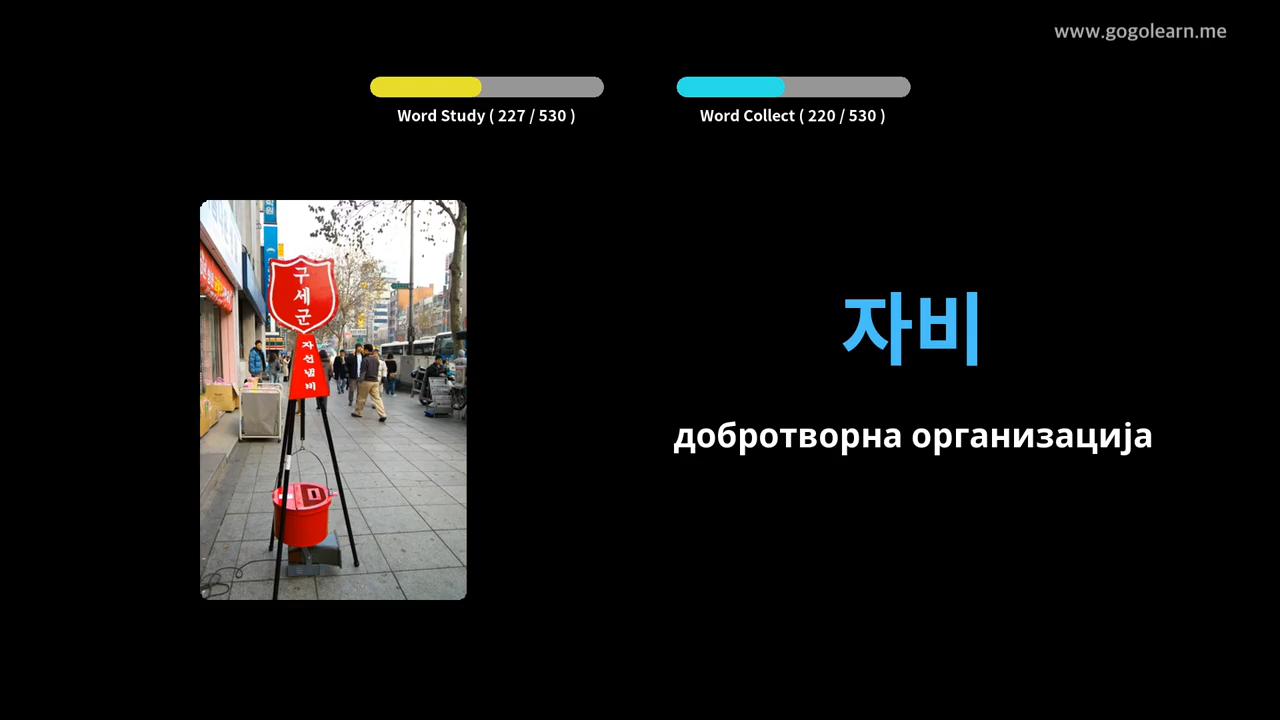 www.gogolearn.me
Word Study ( 227 / 530 )
Word Collect ( 220 / 530 )
구세군
자선냄비
자비
добротворна организација